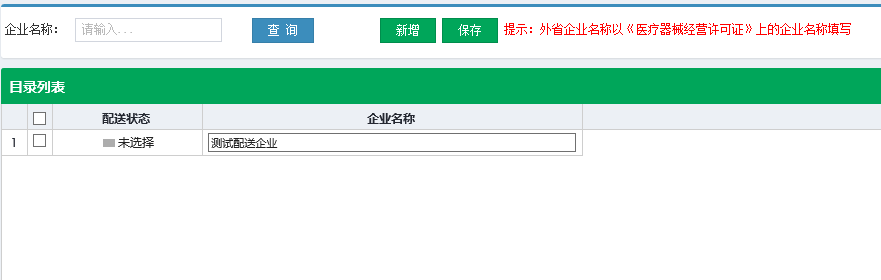 企业名称： 请输入... 查 询 新增 保存 提示：外省企业名称以《医疗器械经营许可证》上的企业名称填写
目录列表
配送状态 企业名称
1 未选择 测试配送企业